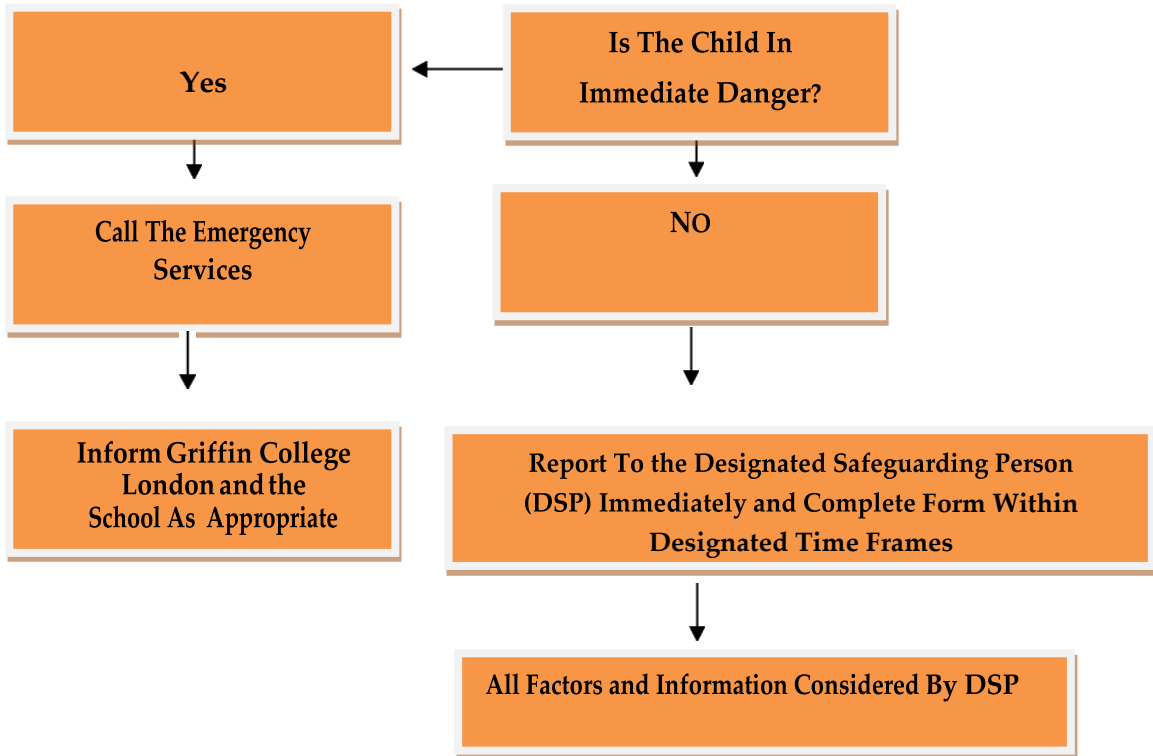 Is The Child In
Immediate Danger?
Yes
NO
Call The Emergency
Services
Inform Griffin College
London and the
School As Appropriate
Report To the Designated Safeguarding Person
(DSP) Immediately and Complete Form Within
Designated Time Frames
All Factors and Information Considered By DSP